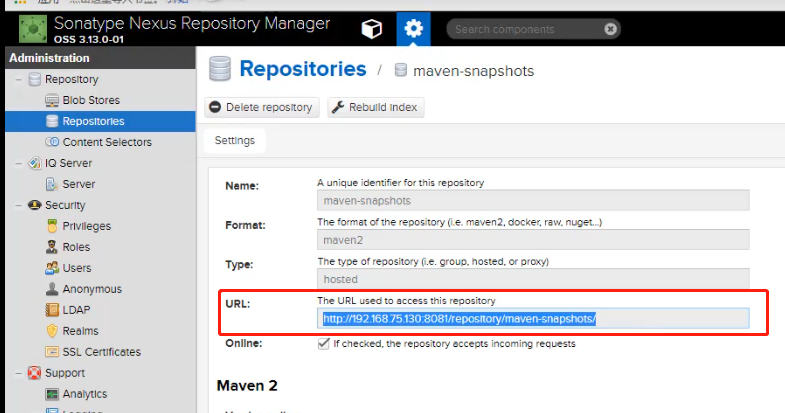 Sonatype Nexus Repository Manager
OSS 3.13.0-01
Search components
Administration
Repository
Blob Stores
Repositories
Content Selectors
IQ Server
Server
Security
Privileges
Roles
Users
Anonymous
LDAP
Realms
SSL Certificates
Support
Analytics
Repositories / maven-snapshots
Delete repository
Rebuild index
Settings
Name:
A unique identifier for this repository
maven-snapshots
Format:
The format of the repository (i.e. maven2, docker, raw, nuget...)
maven2
Type:
The type of repository (i.e. group, hosted, or proxy)
hosted
URL:
The URL used to access this repository
http://192.168.75.130:8081/repository/maven-snapshots/
Online:
If checked, the repository accepts incoming requests
Maven 2